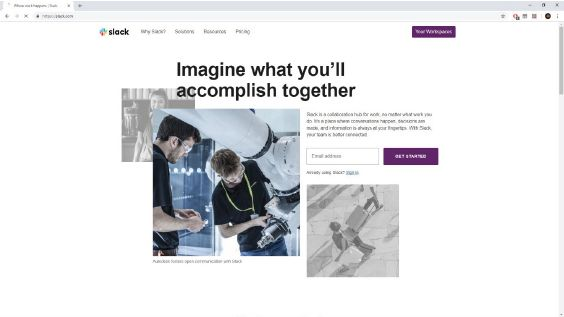 Where work happens | Slack
https://slack.com
slack
Why Slack?
Solutions
Resources
Pricing
Your Workspaces
Imagine what you'll
accomplish together
Slack is a collaboration hub for work, no matter what work you
do. It's a place where conversations happen, decisions are
made, and information is always at your fingertips. With Slack,
your team is better connected.
Email address
GET STARTED
Already using Slack? Sign in.
Autodesk fosters open communication with Slack